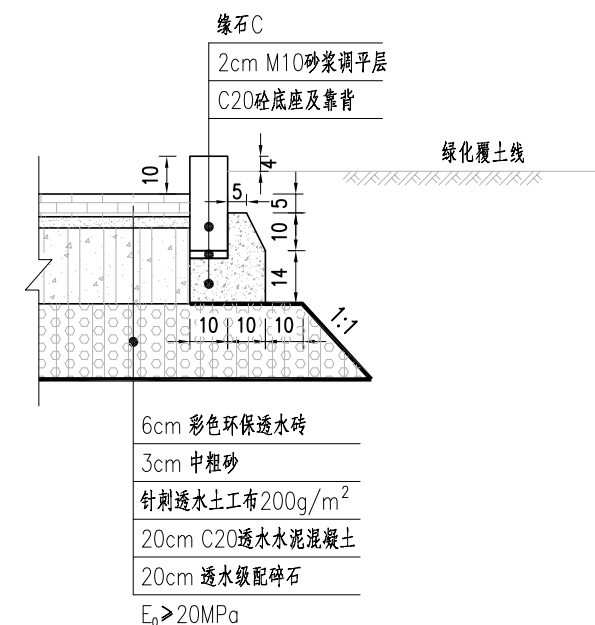 缘石C
2cm M10砂浆调平层
C20砼底座及靠背
绿化覆土线
10
4
5
5
10
14
10 10 10
1:1
6cm 彩色环保透水砖
3cm 中粗砂
针刺透水土工布200g/m²
20cm C20透水水泥混凝土
20cm 透水级配碎石
E₀≥20MPa